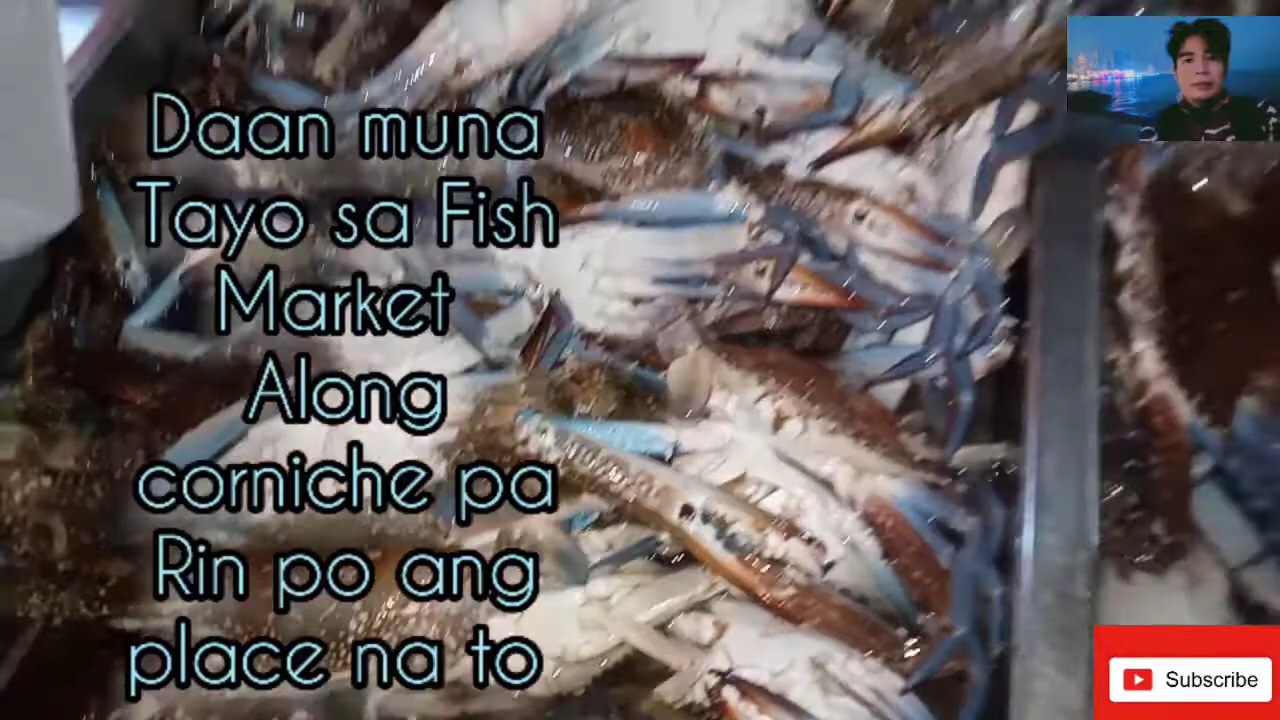 Daan muna
Tayo sa Fish
Market
Along
corniche pa
Rin po ang
place na to
Subscribe